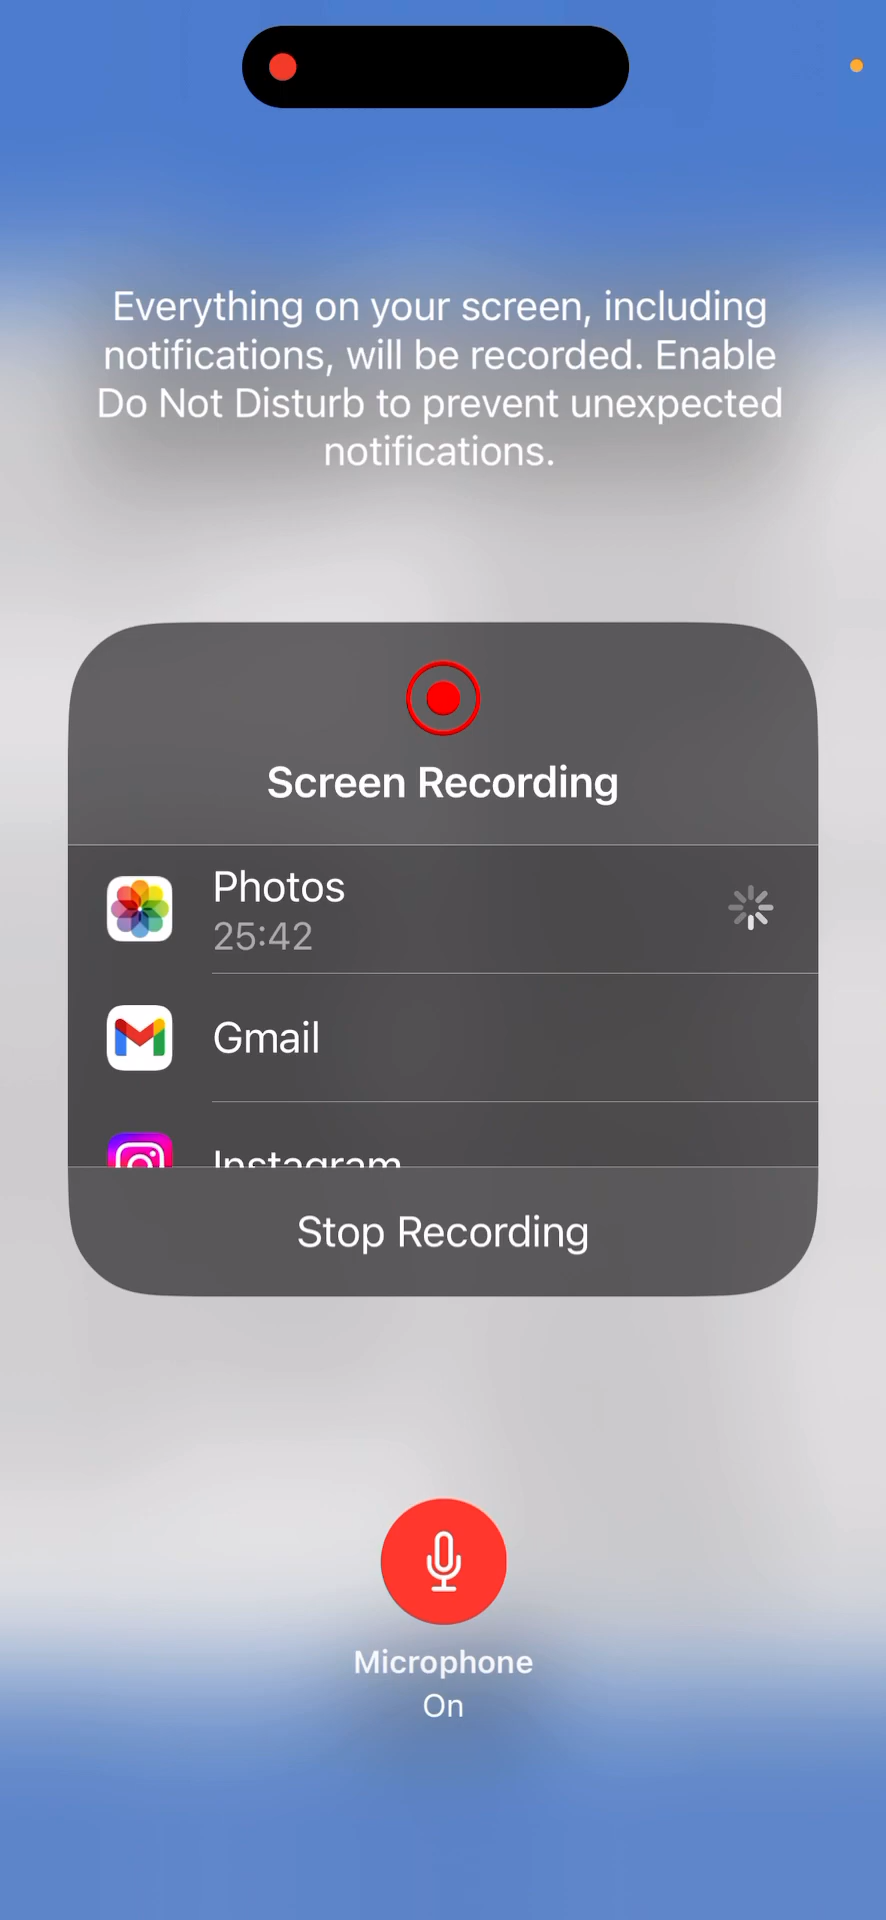 Everything on your screen, including
notifications, will be recorded. Enable
Do Not Disturb to prevent unexpected
notifications.
Screen Recording
Photos
25:42
Gmail
Instagram
Stop Recording
Microphone
On